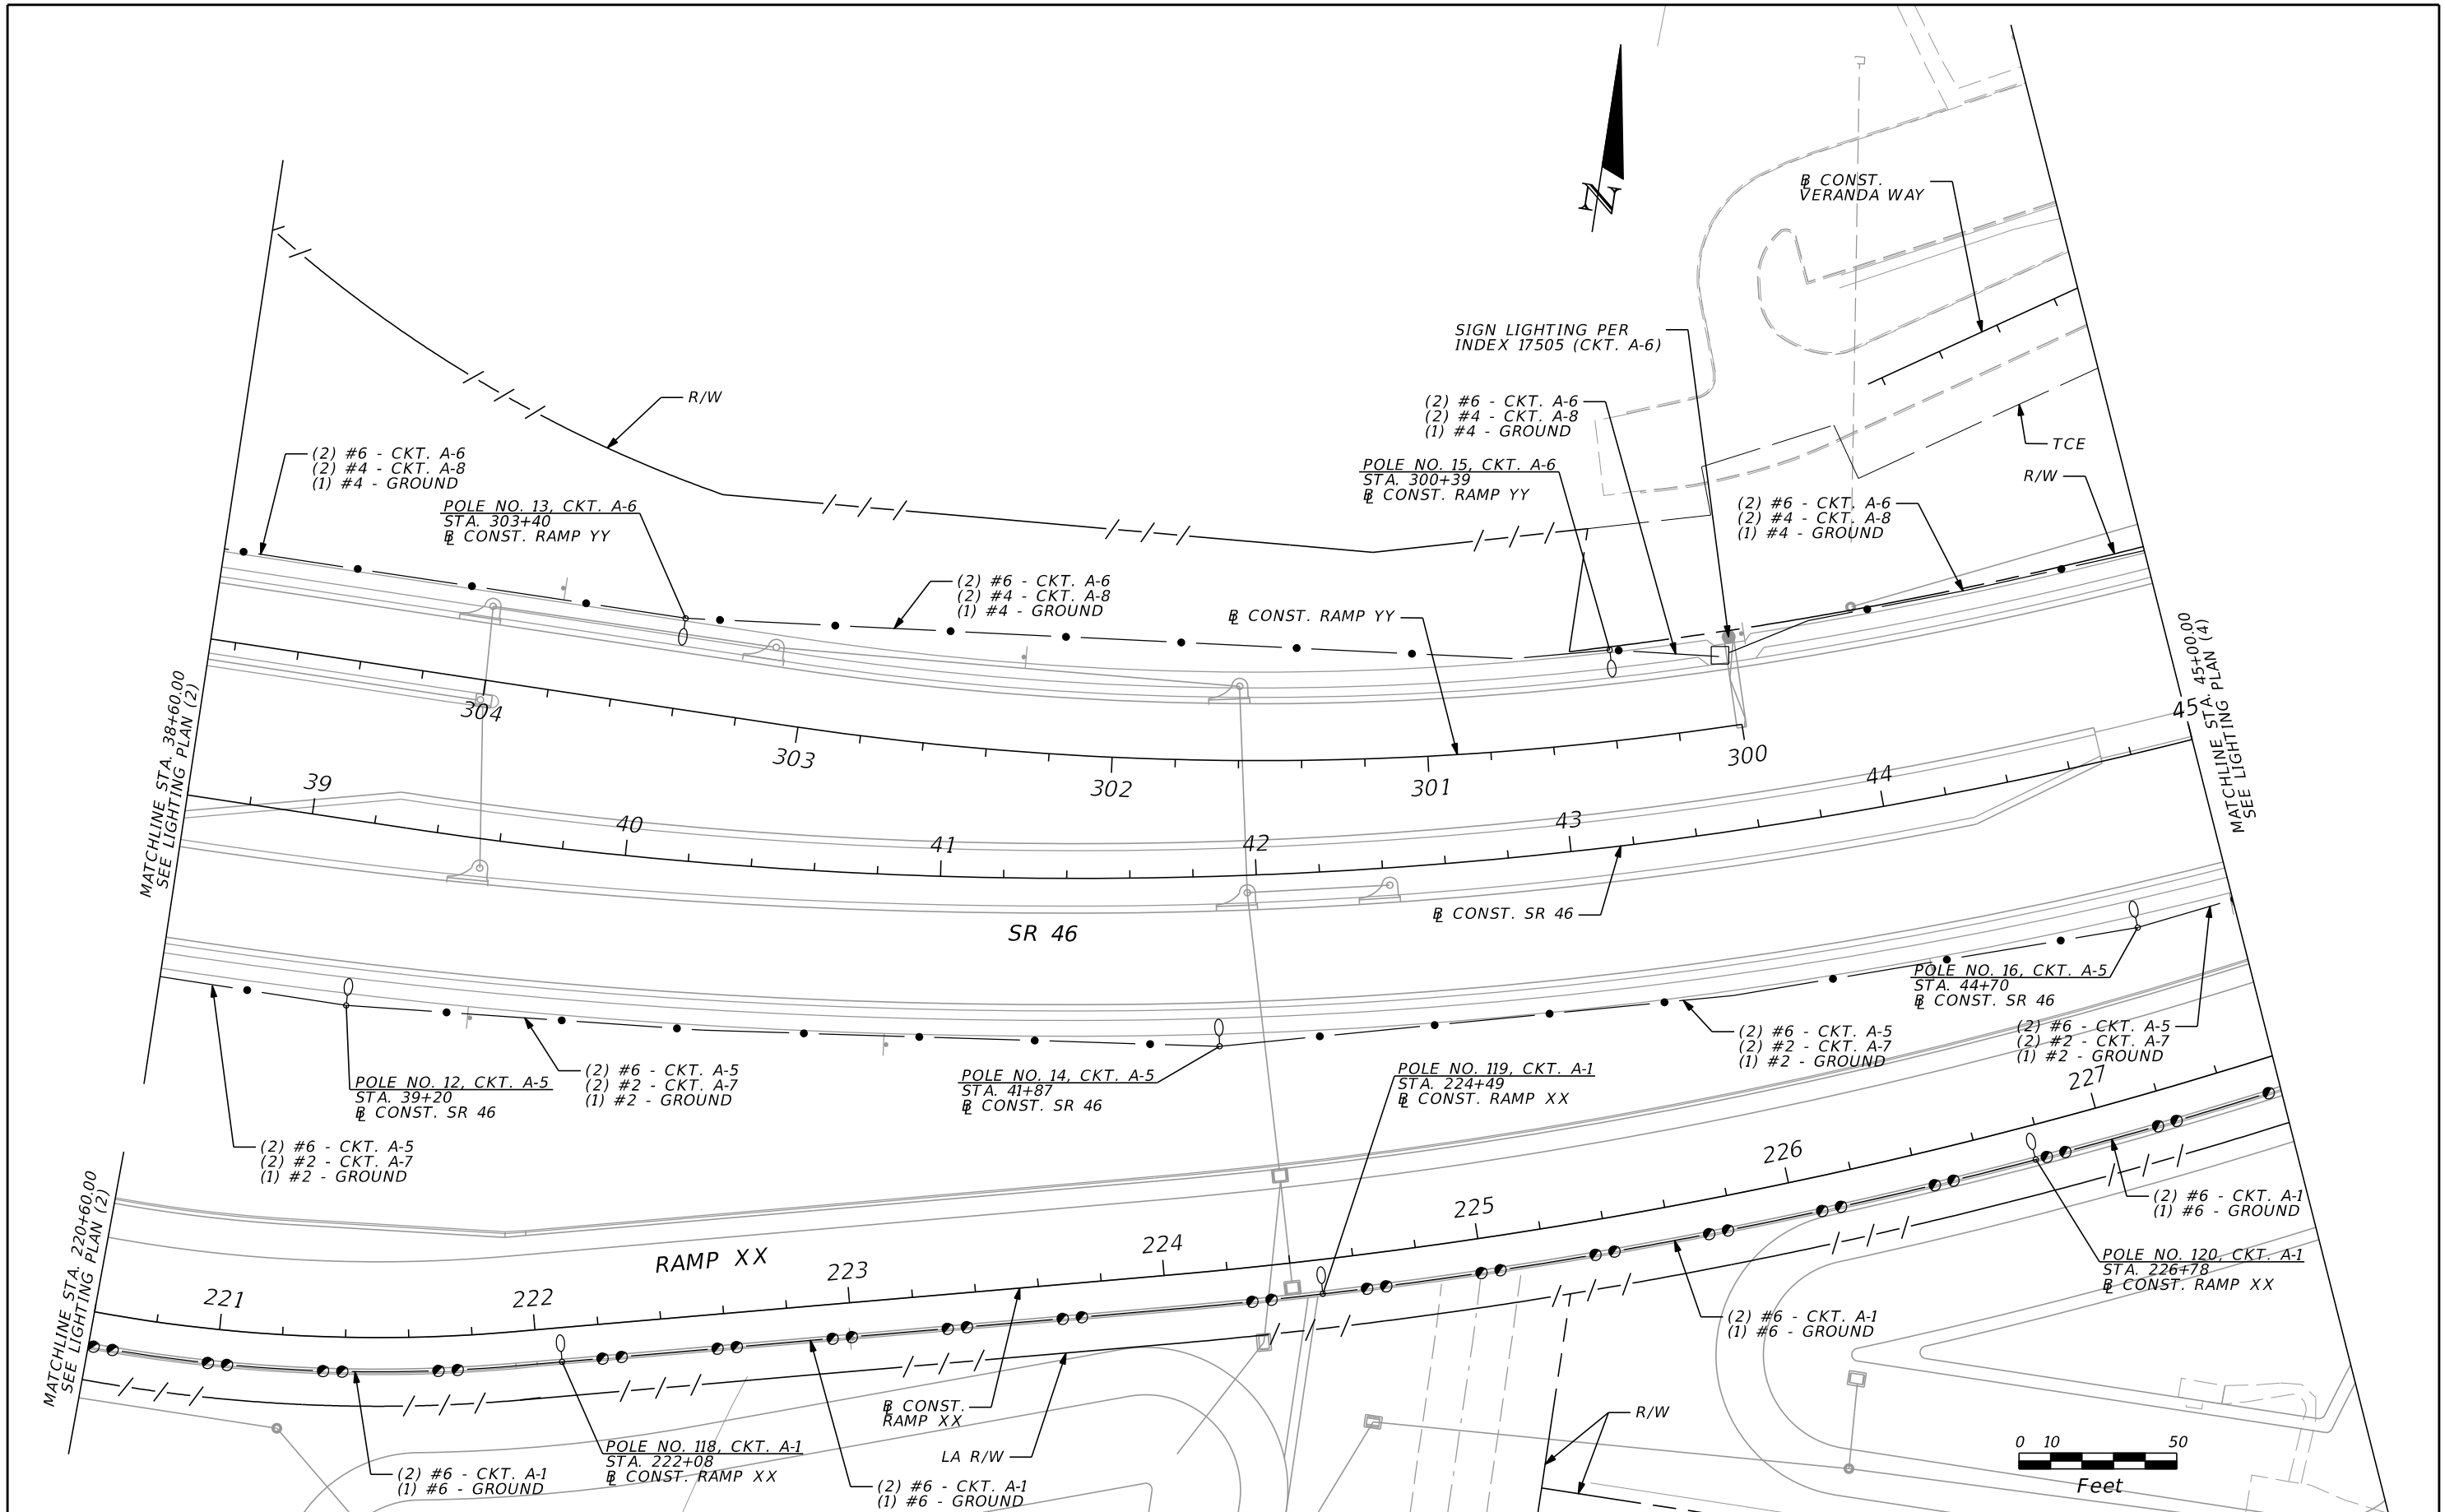 N
℄ CONST.
VERANDA WAY
SIGN LIGHTING PER
INDEX 17505 (CKT. A-6)
R/W
(2) #6 - CKT. A-6
(2) #4 - CKT. A-8
(1) #4 - GROUND
TCE
(2) #6 - CKT. A-6
(2) #4 - CKT. A-8
(1) #4 - GROUND
POLE NO. 15, CKT. A-6
STA. 300+39
℄ CONST. RAMP YY
R/W
POLE NO. 13, CKT. A-6
STA. 303+40
℄ CONST. RAMP YY
(2) #6 - CKT. A-6
(2) #4 - CKT. A-8
(1) #4 - GROUND
(2) #6 - CKT. A-6
(2) #4 - CKT. A-8
(1) #4 - GROUND
℄ CONST. RAMP YY
MATCHLINE STA. 38+60.00
SEE LIGHTING PLAN (2)
MATCHLINE STA. 45+00.00
SEE LIGHTING PLAN (4)
304
303
302
301
300
39
40
41
42
43
44
45
℄ CONST. SR 46
SR 46
POLE NO. 16, CKT. A-5
STA. 44+70
℄ CONST. SR 46
(2) #6 - CKT. A-5
(2) #2 - CKT. A-7
(1) #2 - GROUND
(2) #6 - CKT. A-5
(2) #2 - CKT. A-7
(1) #2 - GROUND
POLE NO. 12, CKT. A-5
STA. 39+20
℄ CONST. SR 46
(2) #6 - CKT. A-5
(2) #2 - CKT. A-7
(1) #2 - GROUND
POLE NO. 14, CKT. A-5
STA. 41+87
℄ CONST. SR 46
POLE NO. 119, CKT. A-1
STA. 224+49
℄ CONST. RAMP XX
(2) #6 - CKT. A-5
(2) #2 - CKT. A-7
(1) #2 - GROUND
MATCHLINE STA. 220+60.00
SEE LIGHTING PLAN (2)
RAMP XX
221
222
223
224
225
226
227
(2) #6 - CKT. A-1
(1) #6 - GROUND
POLE NO. 120, CKT. A-1
STA. 226+78
℄ CONST. RAMP XX
(2) #6 - CKT. A-1
(1) #6 - GROUND
℄ CONST.
RAMP XX
R/W
LA R/W
POLE NO. 118, CKT. A-1
STA. 222+08
℄ CONST. RAMP XX
(2) #6 - CKT. A-1
(1) #6 - GROUND
(2) #6 - CKT. A-1
(1) #6 - GROUND
0 10 50
Feet